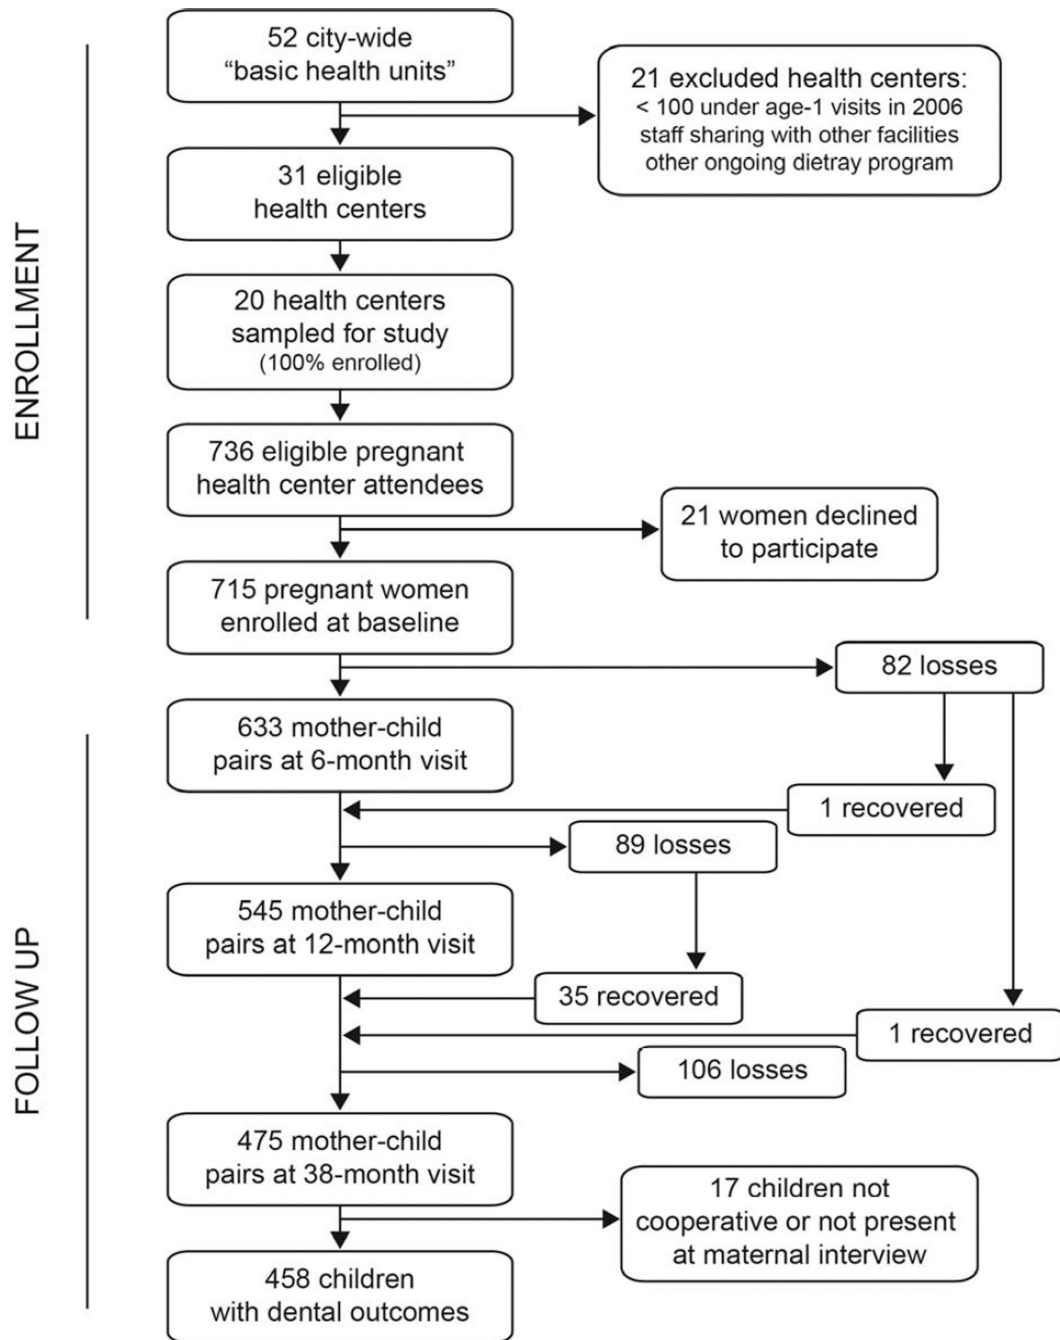 ENROLLMENT
52 city-wide
“basic health units”
21 excluded health centers:
< 100 under age-1 visits in 2006
staff sharing with other facilities
other ongoing dietray program
31 eligible
health centers
20 health centers
sampled for study
(100% enrolled)
736 eligible pregnant
health center attendees
21 women declined
to participate
715 pregnant women
enrolled at baseline
82 losses
FOLLOW UP
633 mother-child
pairs at 6-month visit
1 recovered
89 losses
545 mother-child
pairs at 12-month visit
35 recovered
1 recovered
106 losses
475 mother-child
pairs at 38-month visit
17 children not
cooperative or not present
at maternal interview
458 children
with dental outcomes